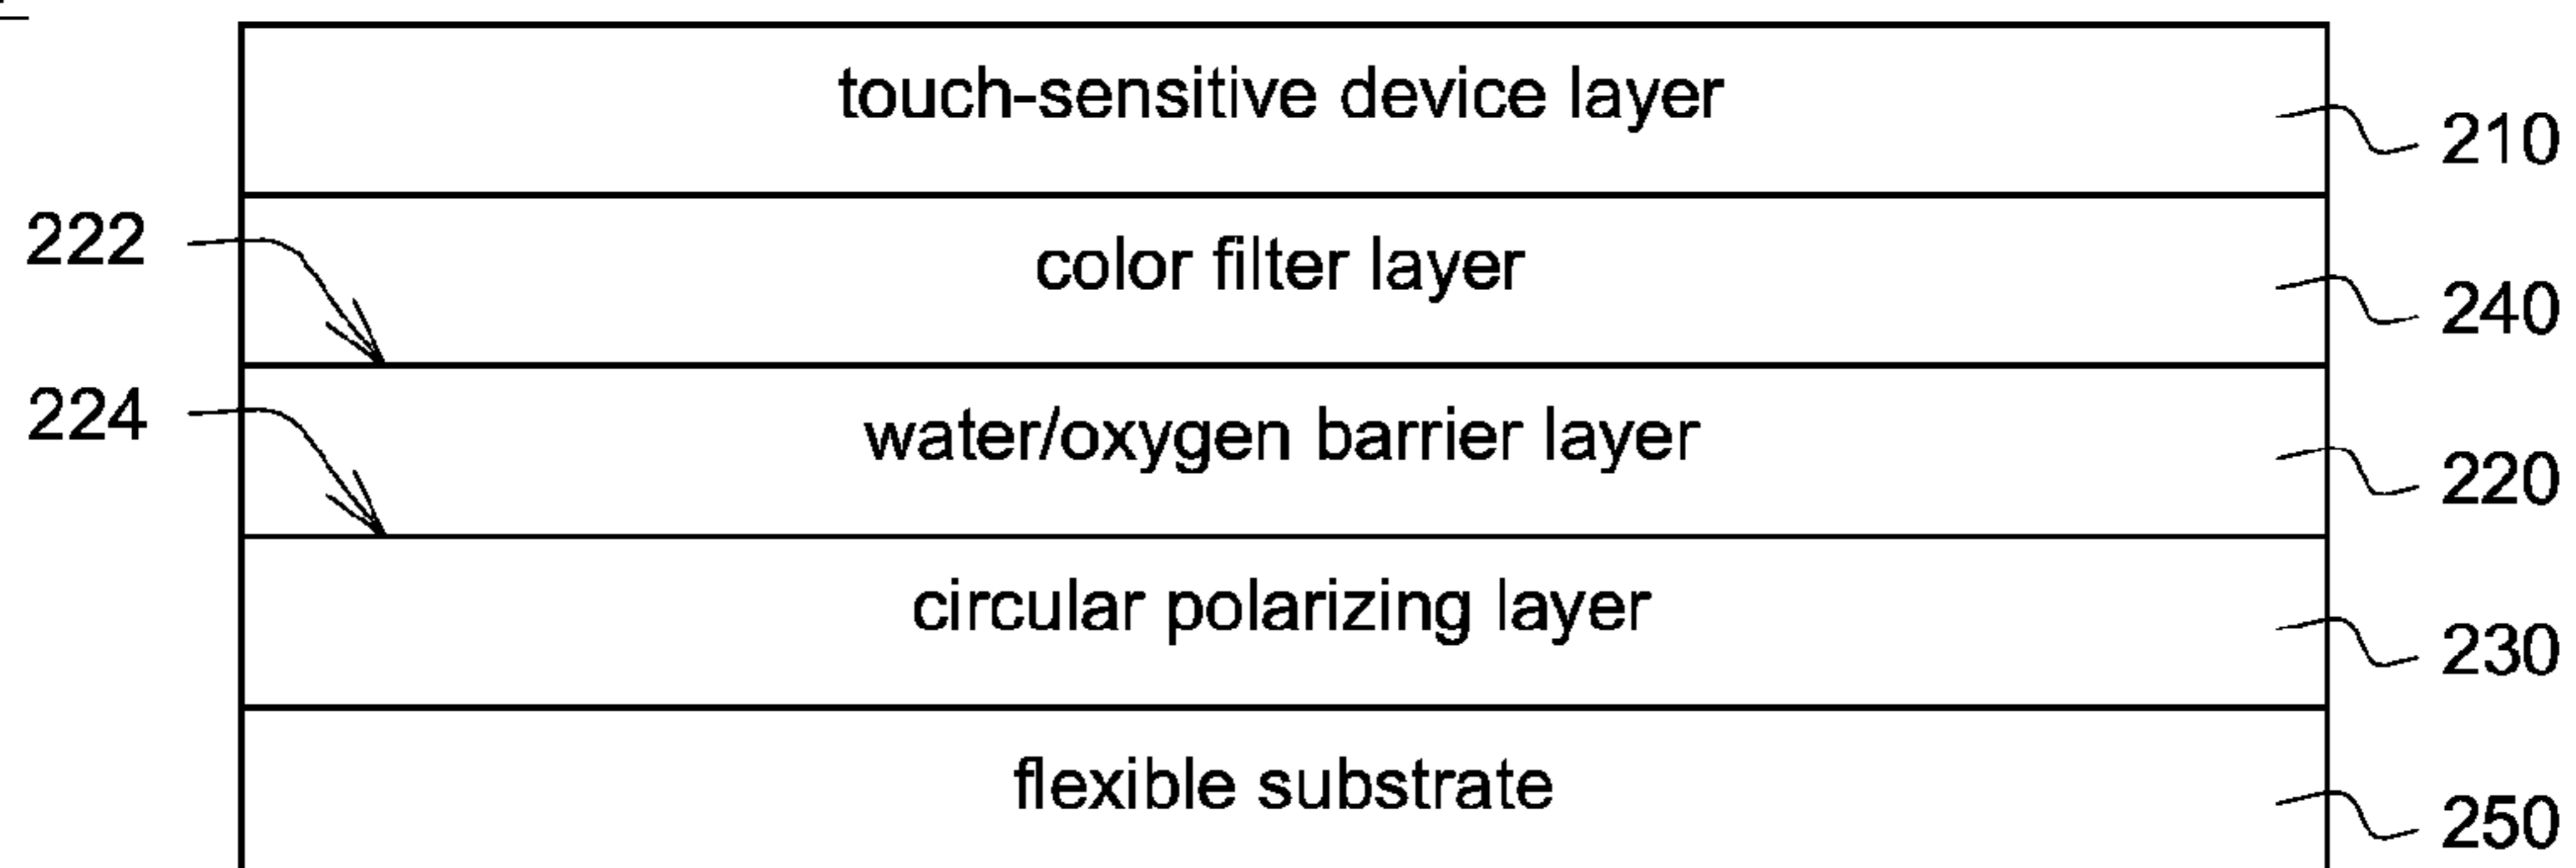 touch-sensitive device layer
210
222
color filter layer
240
224
water/oxygen barrier layer
220
circular polarizing layer
230
flexible substrate
250